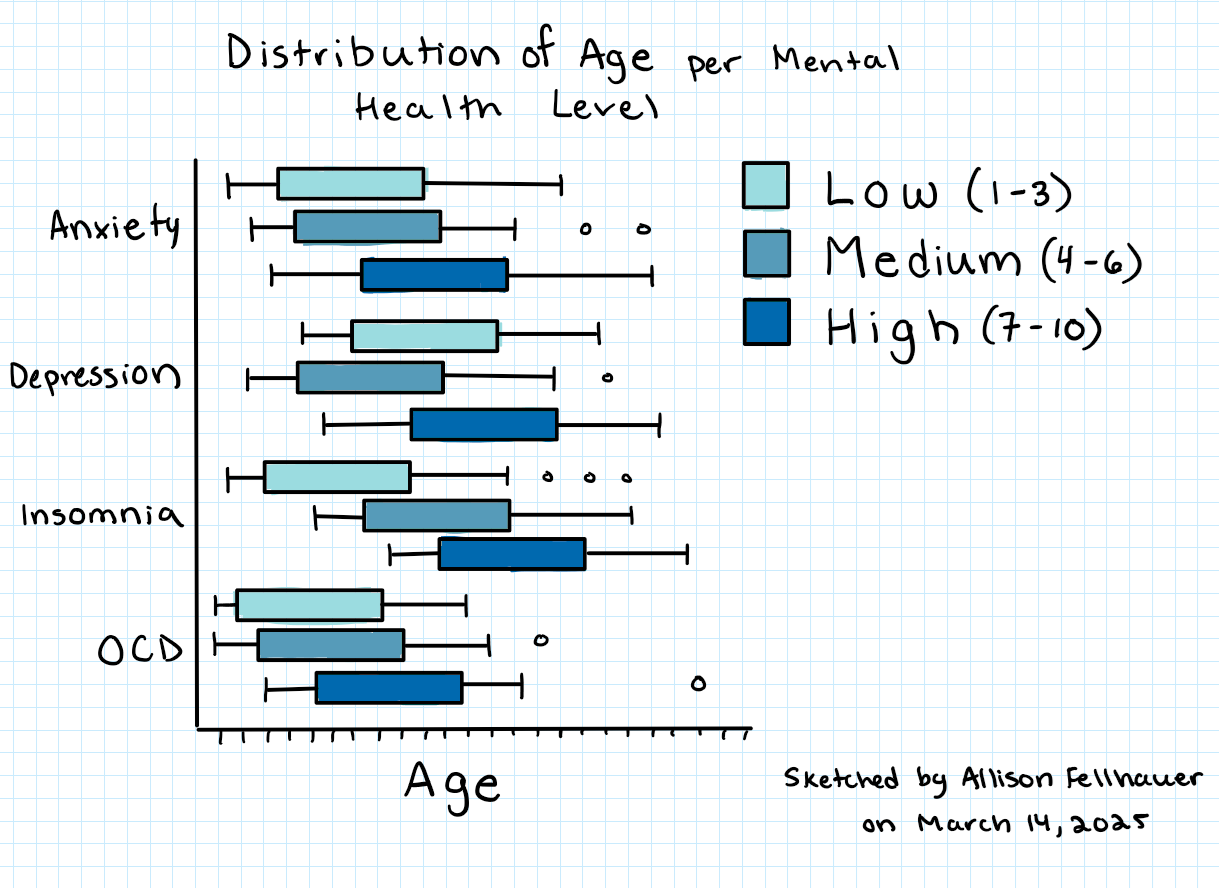 Distribution of Age per Mental
Health Level
Low (1-3)
Medium (4-6)
High (7-10)
Anxiety
Depression
Insomnia
OCD
Age
Sketched by Allison Fellhauer
on March 14, 2025